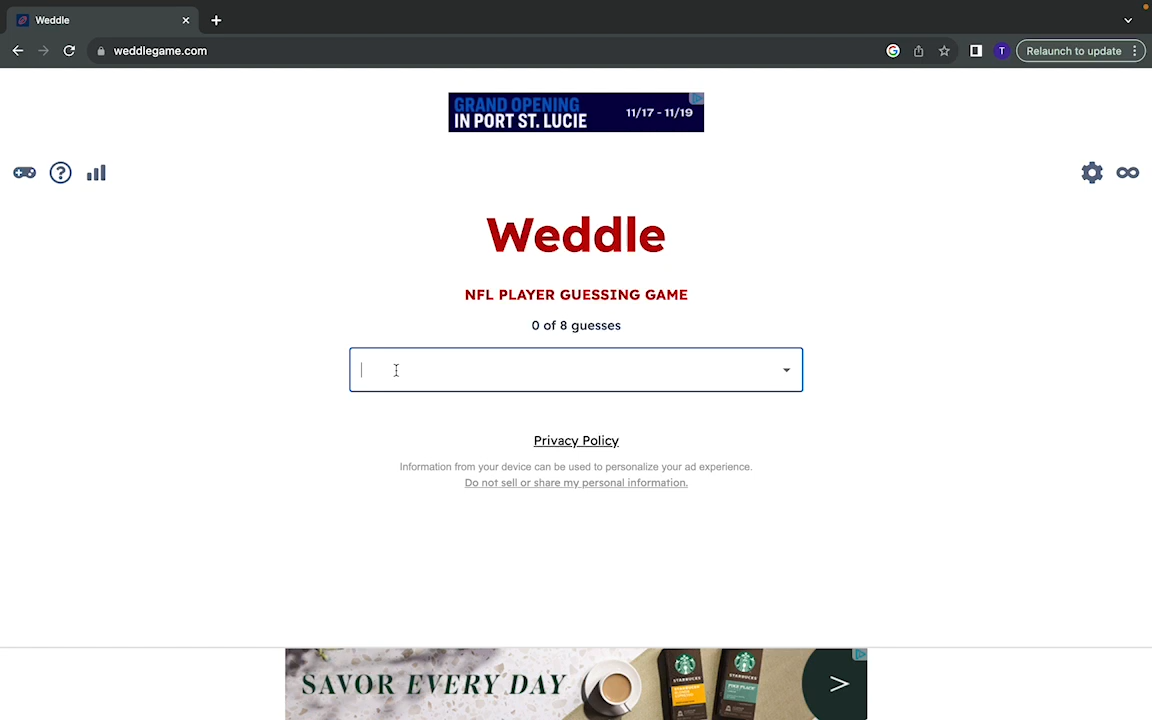 Weddle
weddlegame.com
T
Relaunch to update
GRAND OPENING
IN PORT ST. LUCIE
11/17 - 11/19
Weddle
NFL PLAYER GUESSING GAME
0 of 8 guesses
Privacy Policy
Information from your device can be used to personalize your ad experience.
Do not sell or share my personal information.
SAVOR EVERY DAY
STARBUCKS
STARBUCKS